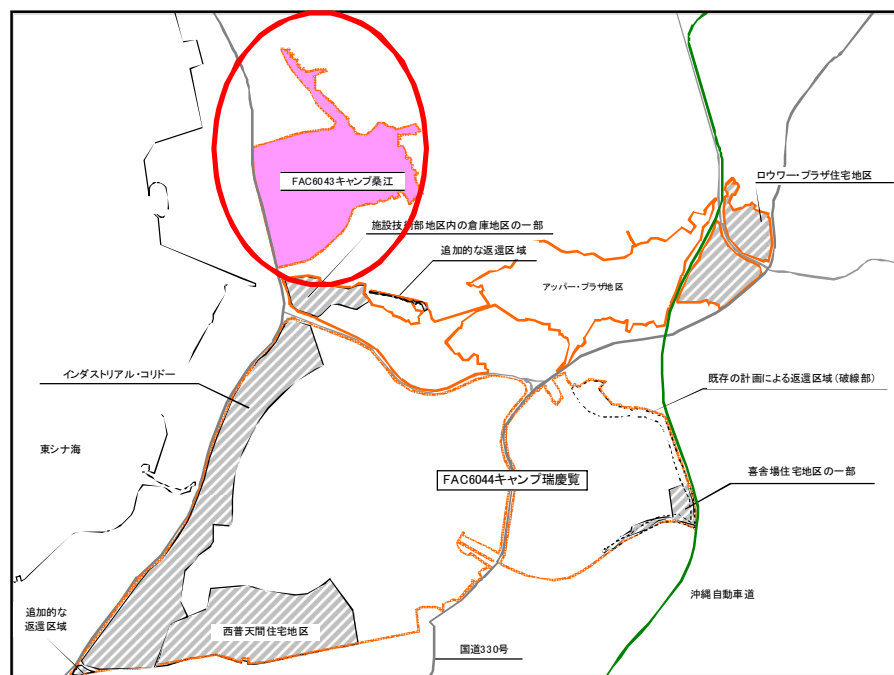 ロウワー・プラザ住宅地区
FAC6043キャンプ桑江
施設技術部地区内の倉庫地区の一部
追加的な返還区域
アッパー・プラザ地区
インダストリアル・コリドー
既存の計画による返還区域（破線部）
東シナ海
喜舎場住宅地区の一部
FAC6044キャンプ瑞慶覧
沖縄自動車道
追加的な
返還区域
西普天間住宅地区
国道330号